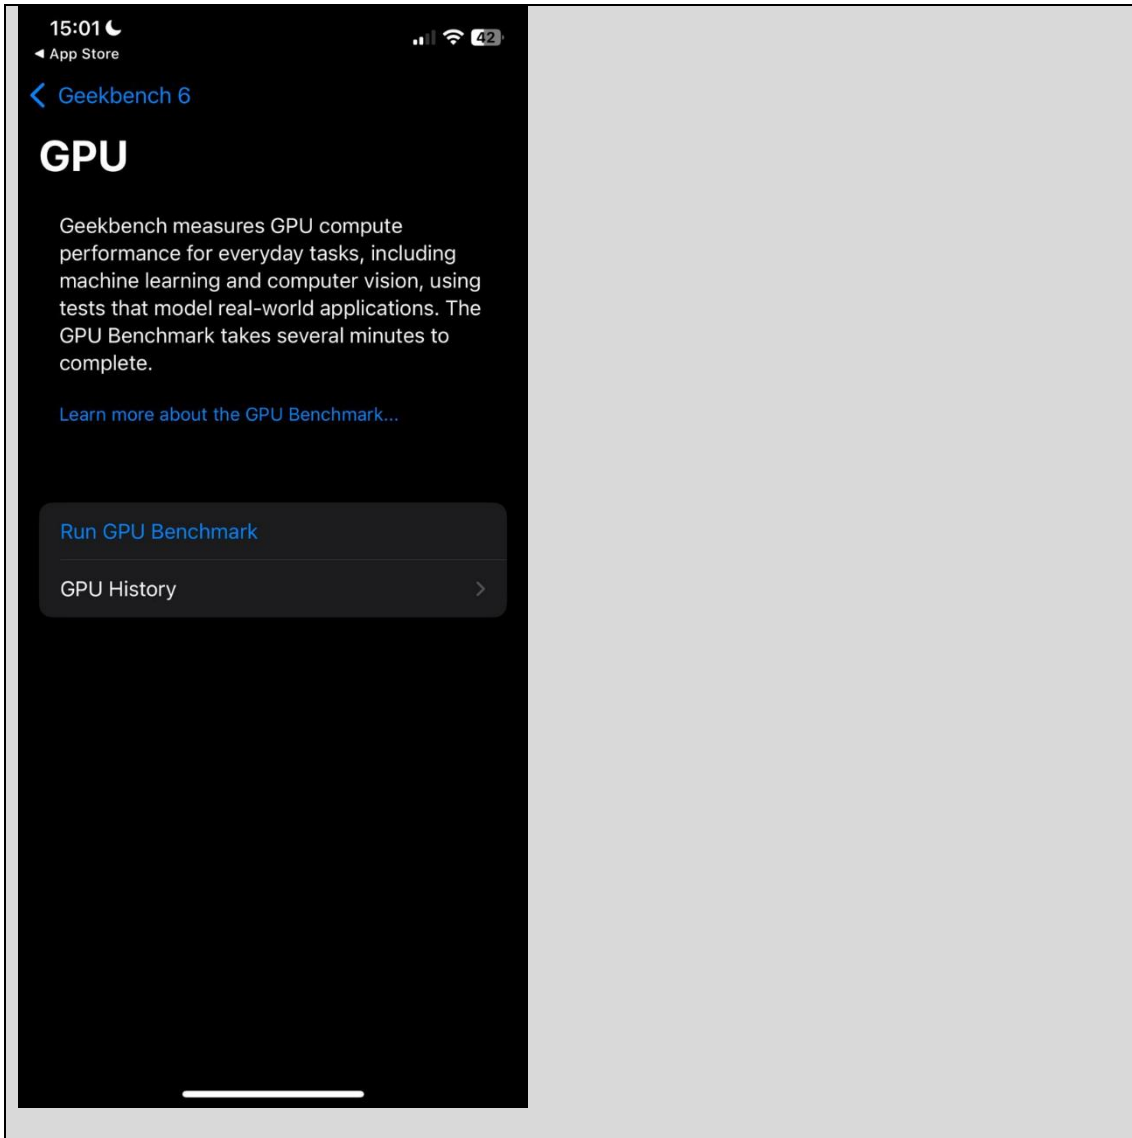 15:01
42
◀ App Store
Geekbench 6
GPU
Geekbench measures GPU compute
performance for everyday tasks, including
machine learning and computer vision, using
tests that model real-world applications. The
GPU Benchmark takes several minutes to
complete.
Learn more about the GPU Benchmark...
Run GPU Benchmark
GPU History